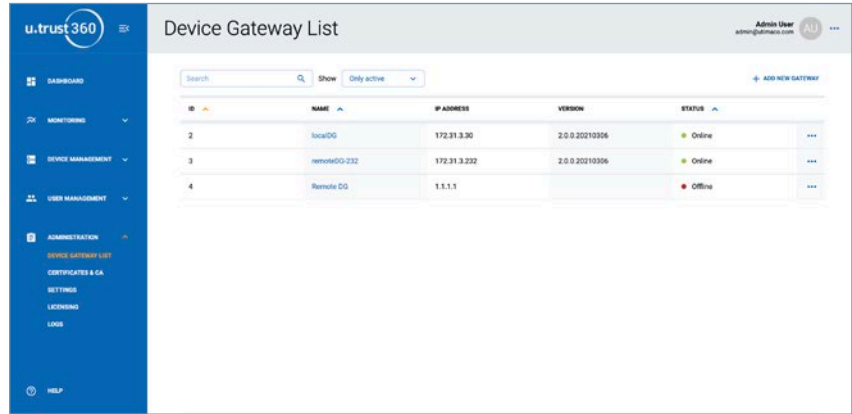 u.trust 360
Device Gateway List
Admin User
admin@utimaco.com
AU
DASHBOARD
MONITORING
DEVICE MANAGEMENT
USER MANAGEMENT
ADMINISTRATION
DEVICE GATEWAY LIST
CERTIFICATES & CA
SETTINGS
LICENSING
LOGS
HELP
Search
Show
Only active
+ ADD NEW GATEWAY
ID NAME IP ADDRESS VERSION STATUS
2 localDG 172.31.3.30 2.0.0.20210306 Online
3 remoteDG-232 172.31.3.232 2.0.0.20210306 Online
4 Remote DG 1.1.1.1 Offline